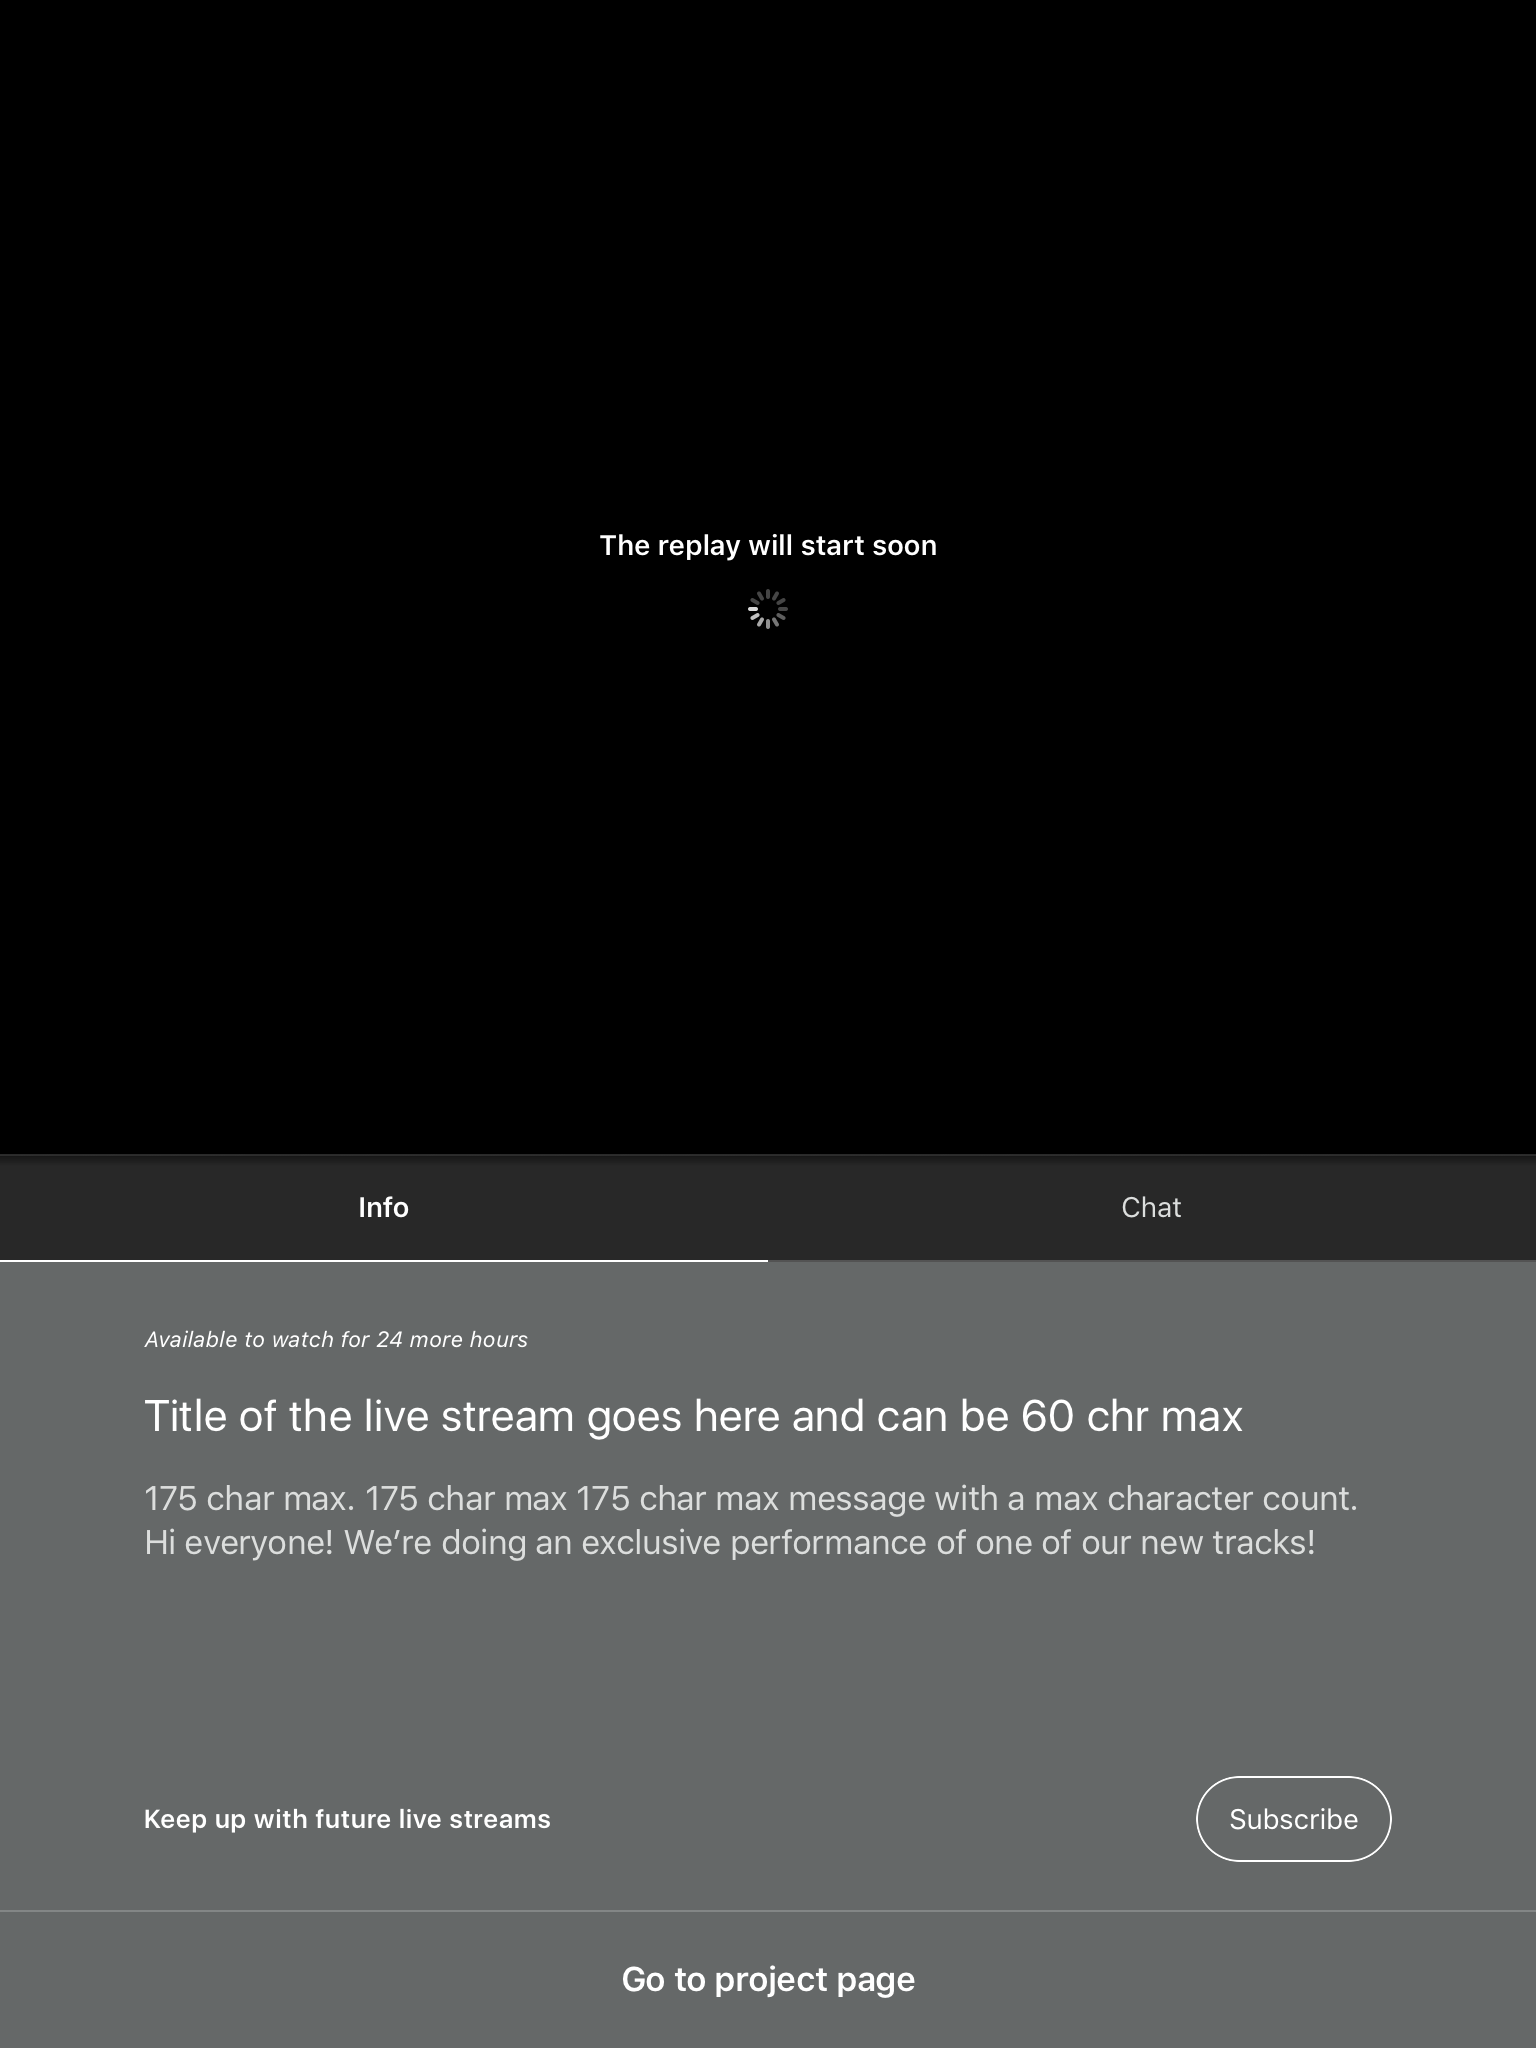 The replay will start soon
Info
Chat
Available to watch for 24 more hours
Title of the live stream goes here and can be 60 chr max
175 char max. 175 char max 175 char max message with a max character count.
Hi everyone! We’re doing an exclusive performance of one of our new tracks!
Keep up with future live streams
Subscribe
Go to project page